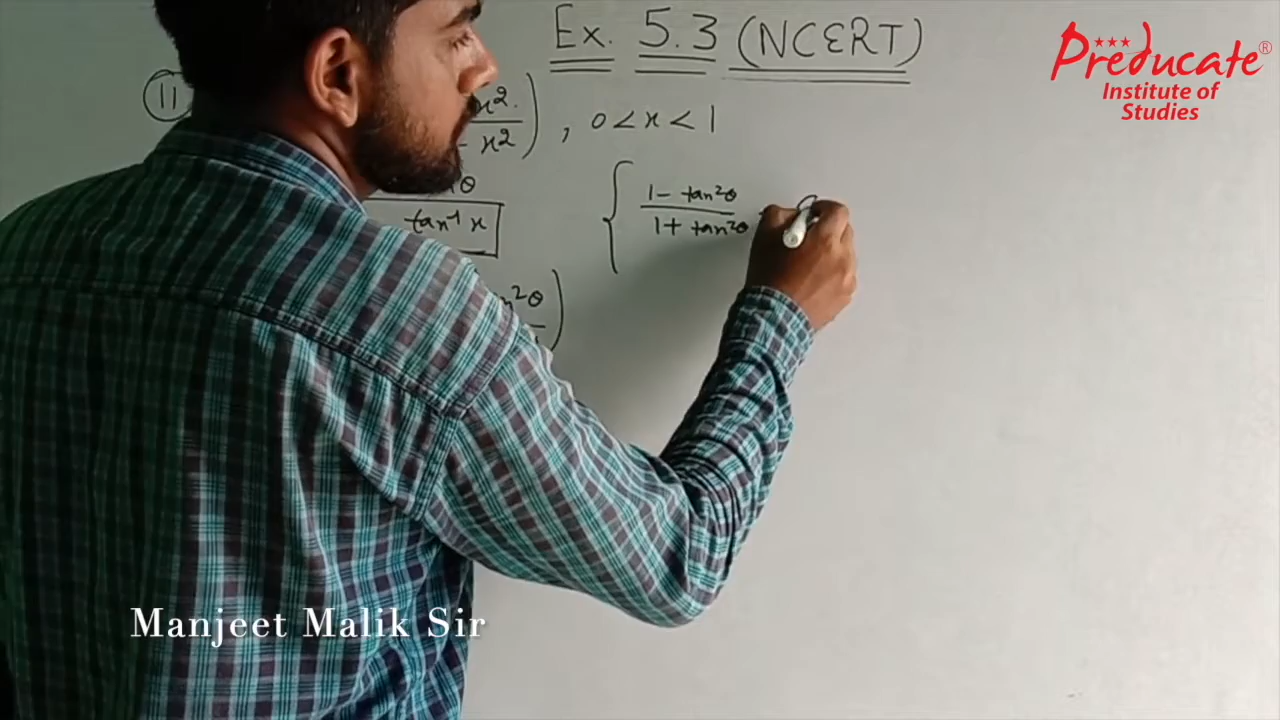 Ex. 5.3 (NCERT)
Preducate®
Institute of
Studies
11 x². ) , 0<x<1
x²
θ
tan⁻¹ x
{ 1 - tan²θ
1 + tan²θ
²θ )
Manjeet Malik Sir